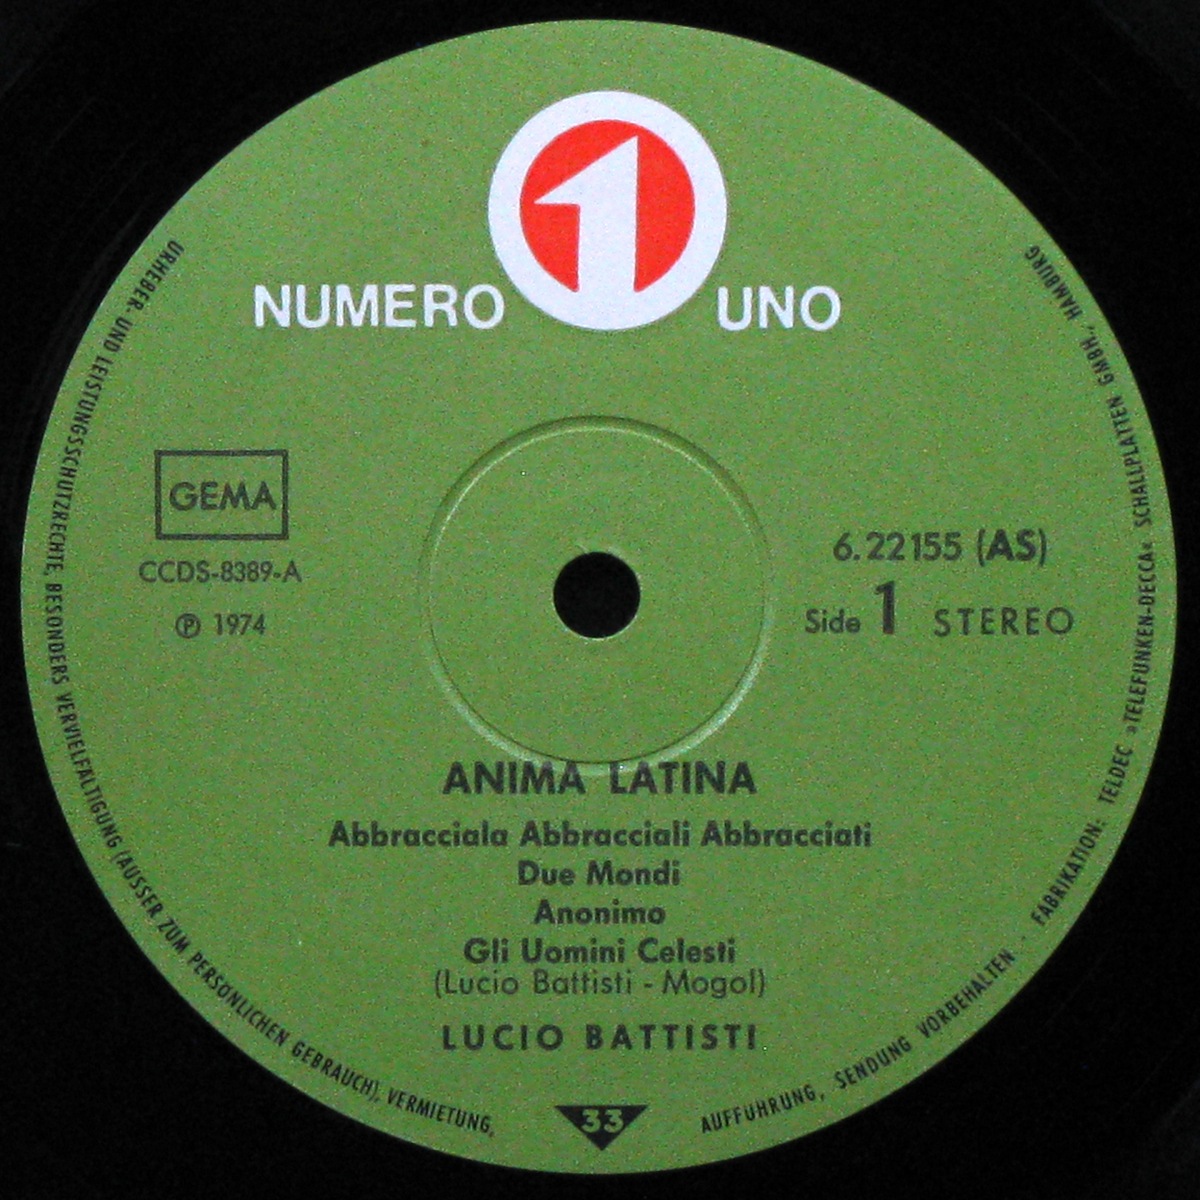 1
NUMERO UNO
GEMA
CCDS-8389-A
℗ 1974
6.22155 (AS)
Side 1 STEREO
ANIMA LATINA
Abbracciala Abbracciali Abbracciati
Due Mondi
Anonimo
Gli Uomini Celesti
(Lucio Battisti - Mogol)
LUCIO BATTISTI
33
URHEBER- UND LEISTUNGSSCHUTZRECHTE, BESONDERS VERVIELFÄLTIGUNG (AUSSER ZUM PERSÖNLICHEN GEBRAUCH), VERMIETUNG, AUFFÜHRUNG, SENDUNG VORBEHALTEN · FABRIKATION: TELDEC »TELEFUNKEN-DECCA« SCHALLPLATTEN GMBH., HAMBURG